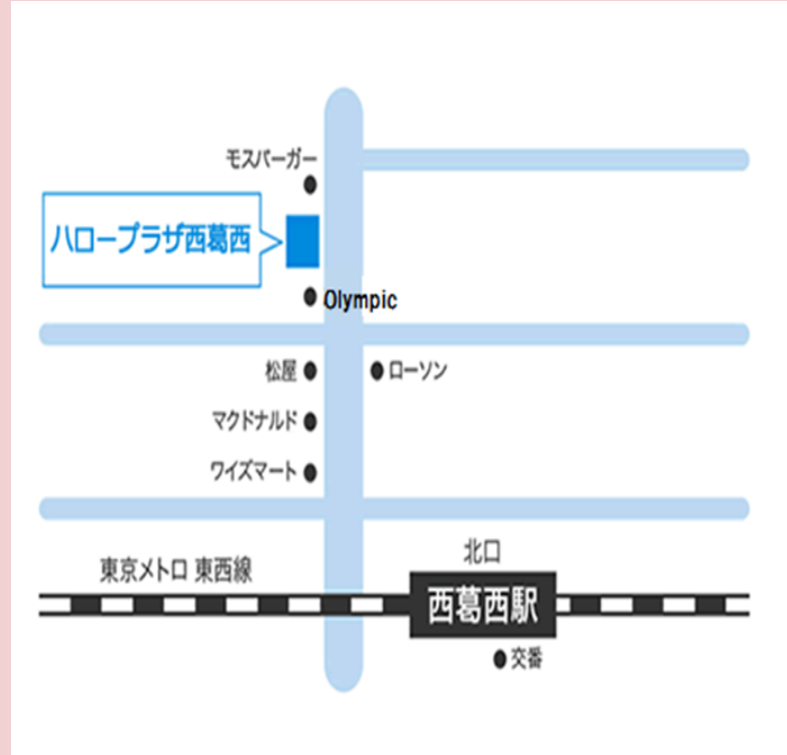 モスバーガー
ハロープラザ西葛西
Olympic
松屋
ローソン
マクドナルド
ワイズマート
北口
東京メトロ 東西線
西葛西駅
交番